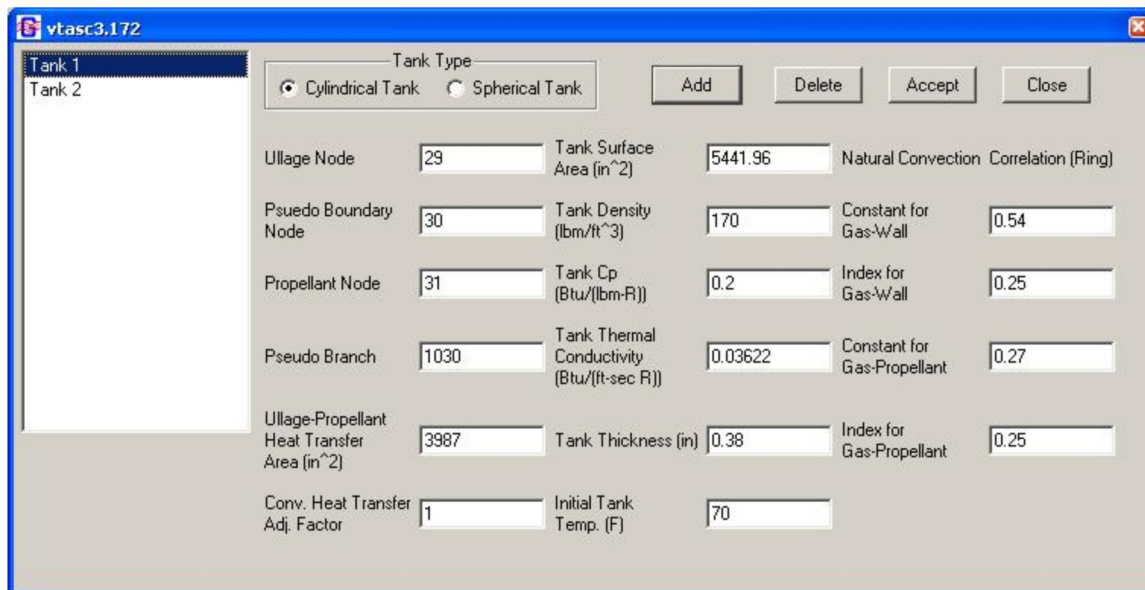 vtasc3.172
Tank 1
Tank 2
Tank Type
Cylindrical Tank
Spherical Tank
Add
Delete
Accept
Close
Ullage Node
29
Tank Surface
Area (in^2)
5441.96
Natural Convection Correlation (Ring)
Psuedo Boundary
Node
30
Tank Density
(lbm/ft^3)
170
Constant for
Gas-Wall
0.54
Propellant Node
31
Tank Cp
(Btu/(lbm-R))
0.2
Index for
Gas-Wall
0.25
Pseudo Branch
1030
Tank Thermal
Conductivity
(Btu/(ft-sec R))
0.03622
Constant for
Gas-Propellant
0.27
Ullage-Propellant
Heat Transfer
Area (in^2)
3987
Tank Thickness (in)
0.38
Index for
Gas-Propellant
0.25
Conv. Heat Transfer
Adj. Factor
1
Initial Tank
Temp. (F)
70